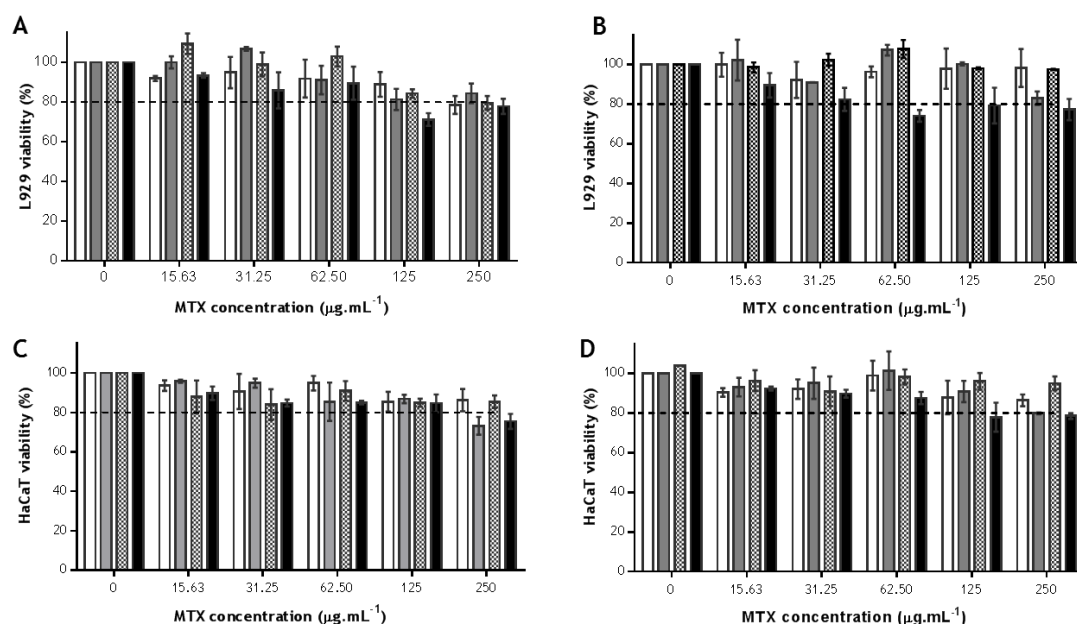 A
L929 viability (%)
100
80
60
40
20
0
0 15.63 31.25 62.50 125 250
MTX concentration (µg.mL⁻¹)
B
L929 viability (%)
100
80
60
40
20
0
0 15.63 31.25 62.50 125 250
MTX concentration (µg.mL⁻¹)
C
HaCaT viability (%)
100
80
60
40
20
0
0 15.63 31.25 62.50 125 250
MTX concentration (µg.mL⁻¹)
D
HaCaT viability (%)
100
80
60
40
20
0
0 15.63 31.25 62.50 125 250
MTX concentration (µg.mL⁻¹)